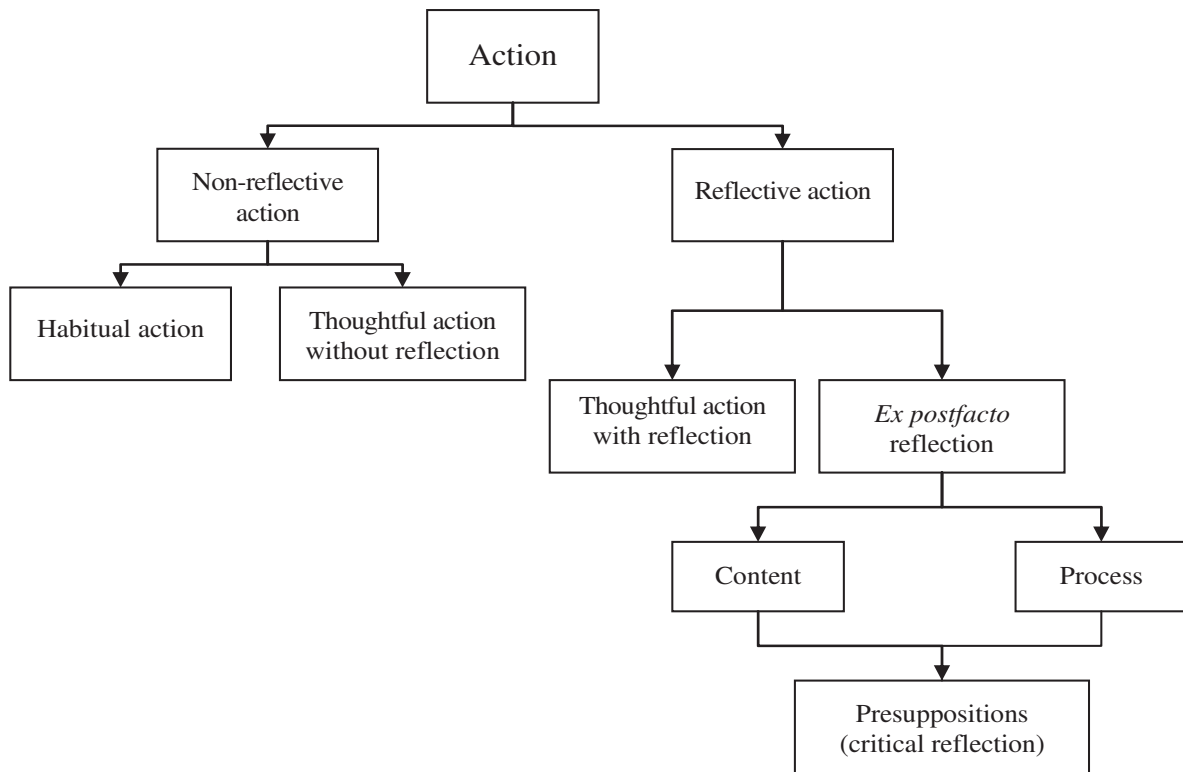 Action
Non-reflective
action
Reflective action
Habitual action
Thoughtful action
without reflection
Thoughtful action
with reflection
Ex postfacto
reflection
Content
Process
Presuppositions
(critical reflection)